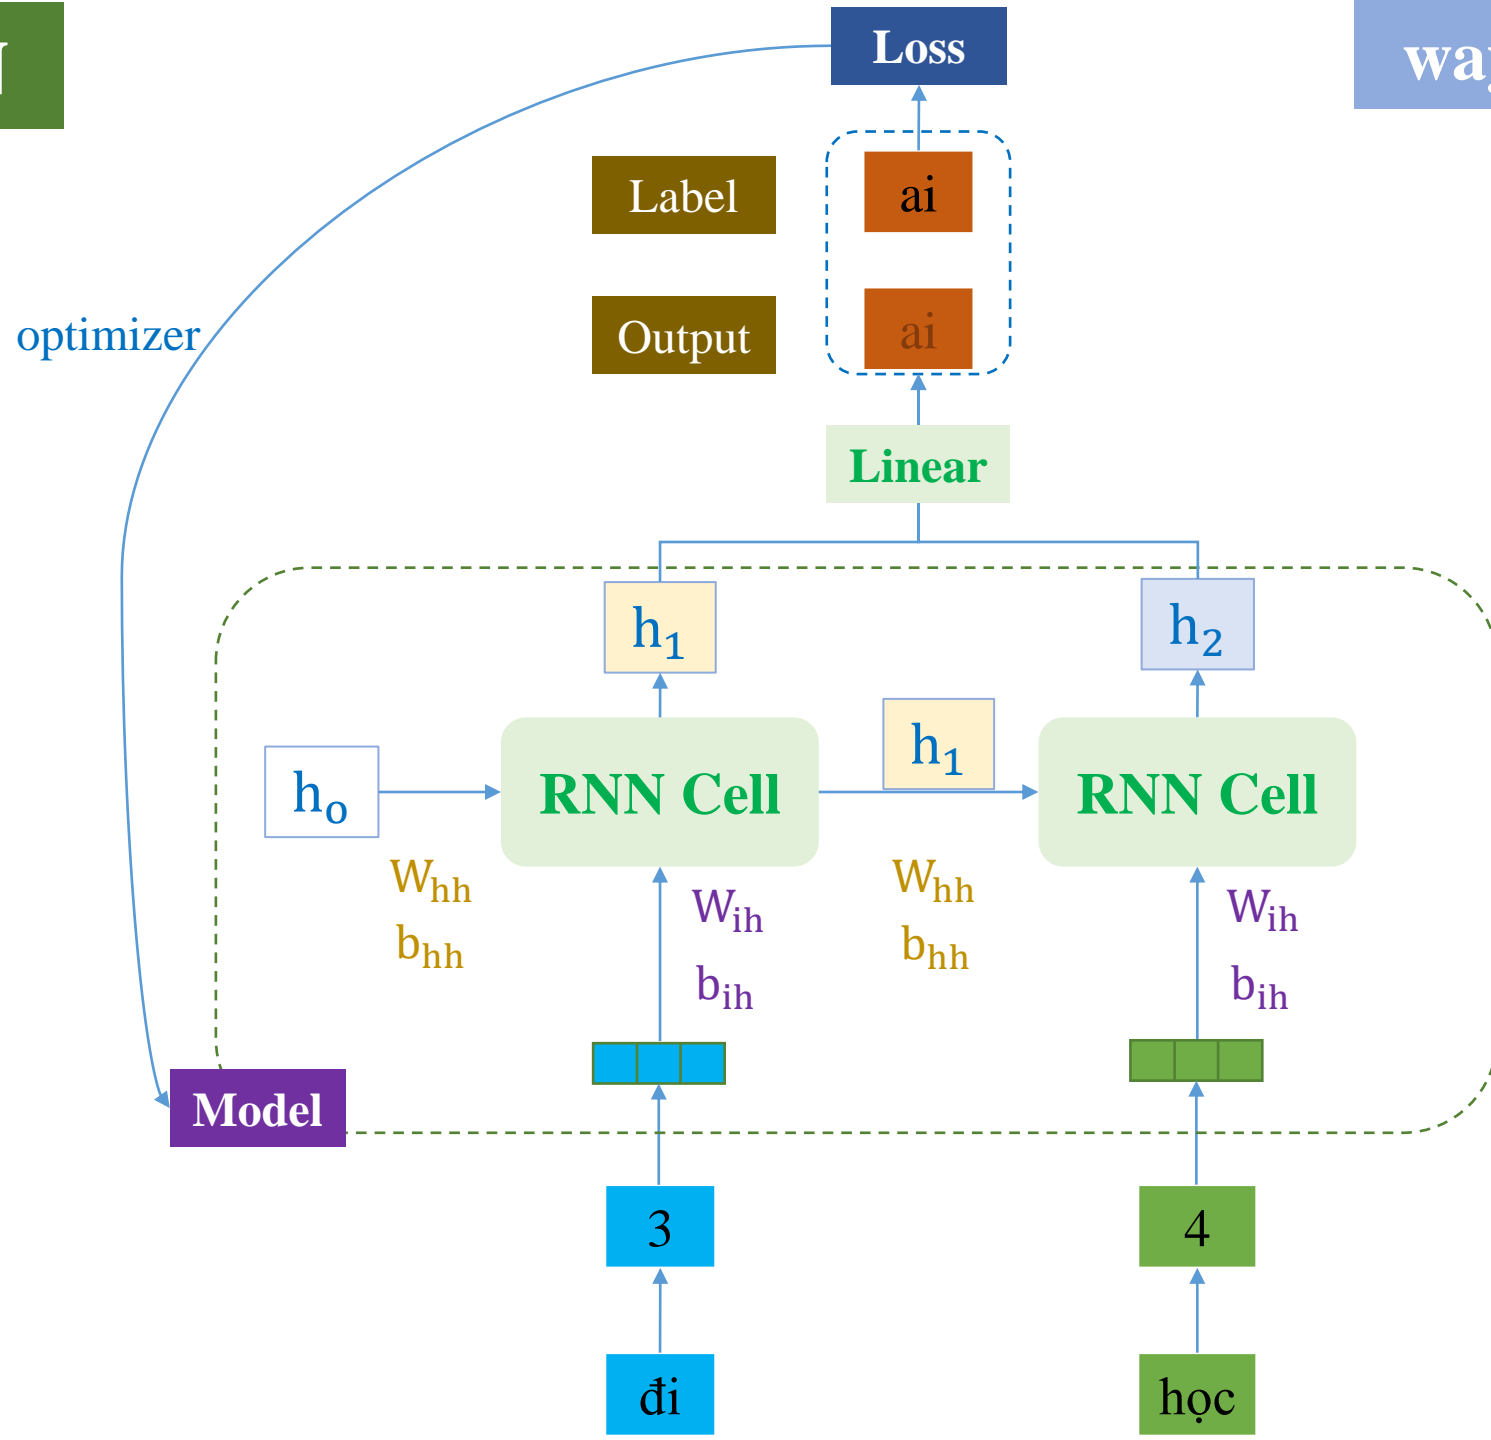 Loss
Label
ai
optimizer
Output
ai
Linear
h1
h2
h1
ho
RNN Cell
RNN Cell
Whh
Wih
Whh
Wih
bhh
bih
bhh
bih
Model
3
4
đi
học